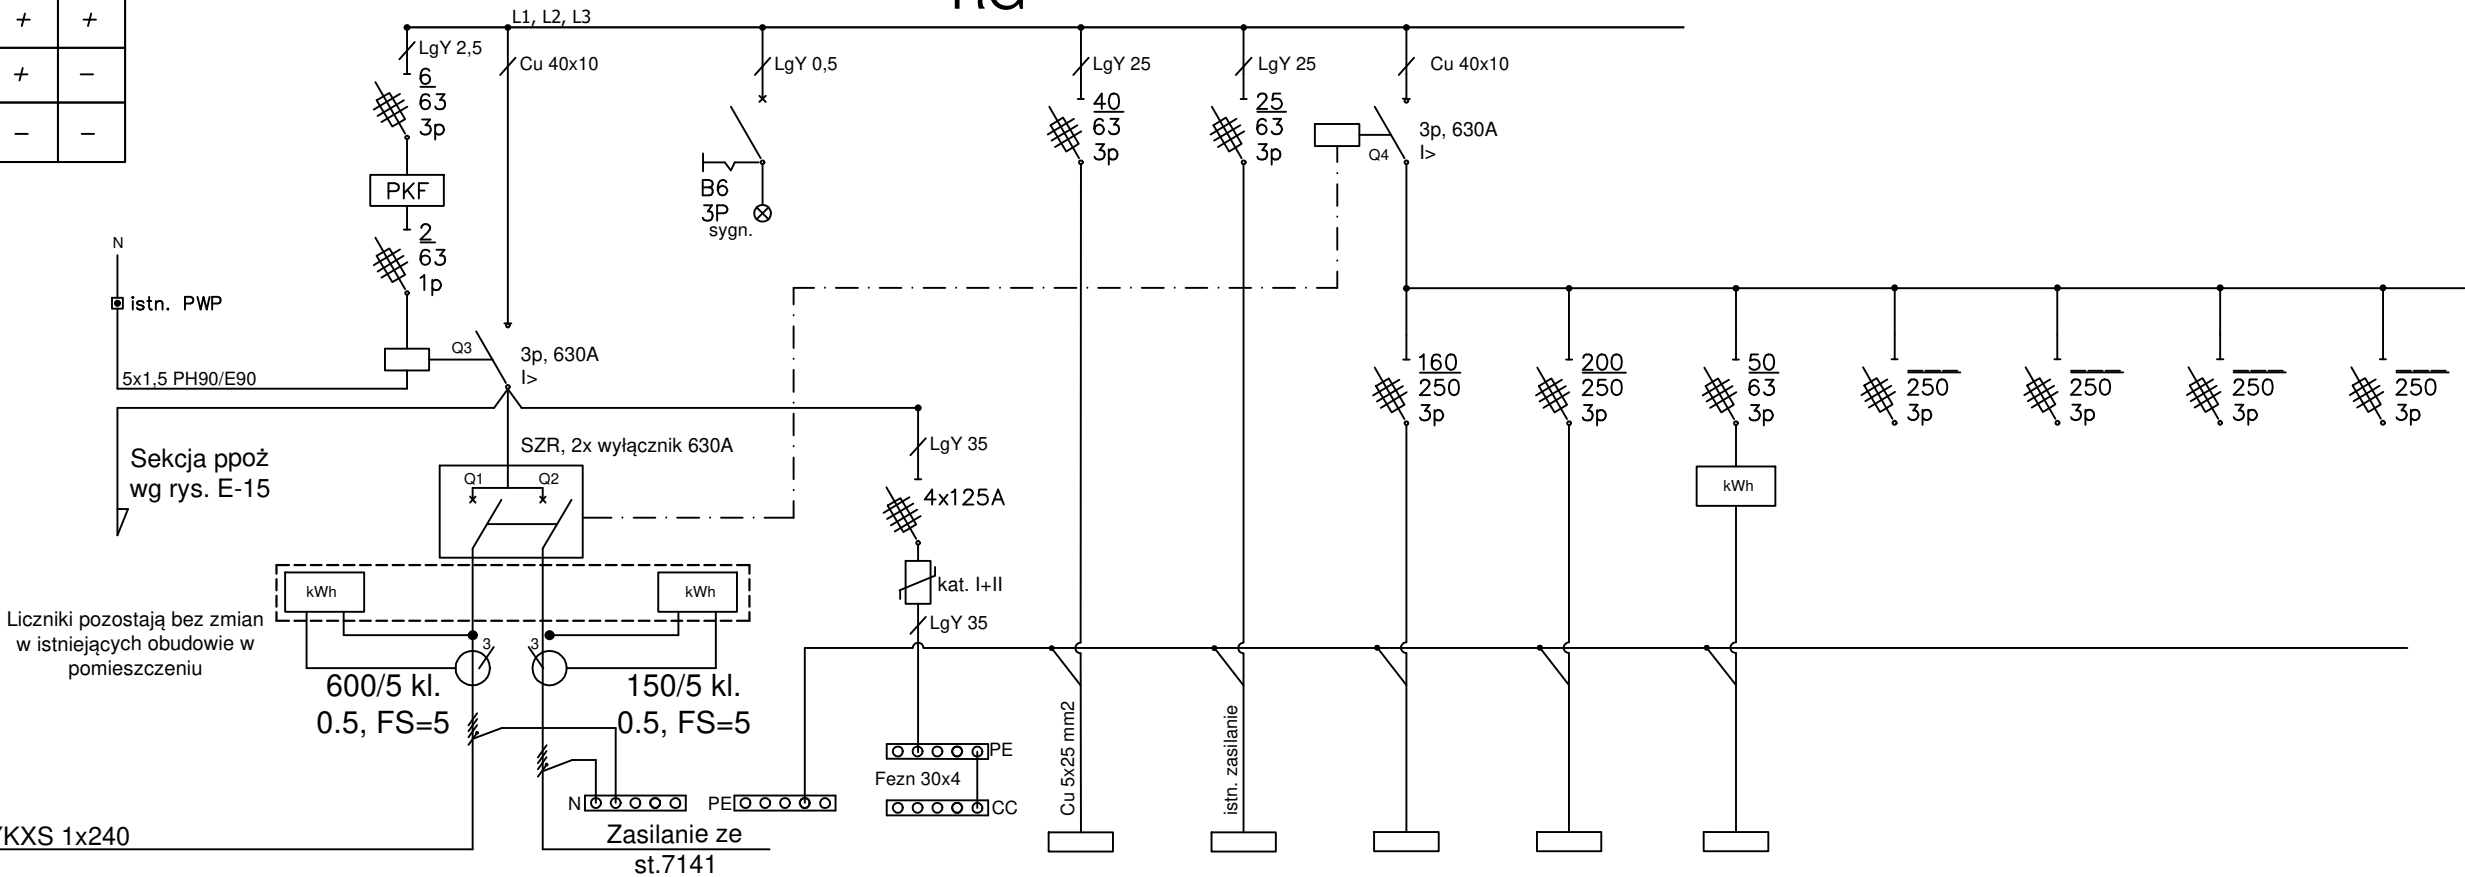 RG
+ +
+ −
− −
L1, L2, L3
LgY 2,5
Cu 40x10
LgY 0,5
LgY 25
LgY 25
Cu 40x10
6
63
3p
40
63
3p
25
63
3p
3p, 630A
I>
Q4
PKF
B6
3P
sygn.
2
63
1p
N
istn. PWP
Q3
3p, 630A
I>
5x1,5 PH90/E90
160
250
3p
200
250
3p
50
63
3p
250
3p
250
3p
250
3p
250
3p
Sekcja ppoż
wg rys. E-15
SZR, 2x wyłącznik 630A
Q1
Q2
LgY 35
4x125A
kWh
kat. I+II
LgY 35
kWh
kWh
Liczniki pozostają bez zmian
w istniejących obudowie w
pomieszczeniu
3
3
600/5 kl.
0.5, FS=5
150/5 kl.
0.5, FS=5
PE
Fezn 30x4
CC
N
PE
Cu 5x25 mm2
istn. zasilanie
YKXS 1x240
Zasilanie ze
st.7141